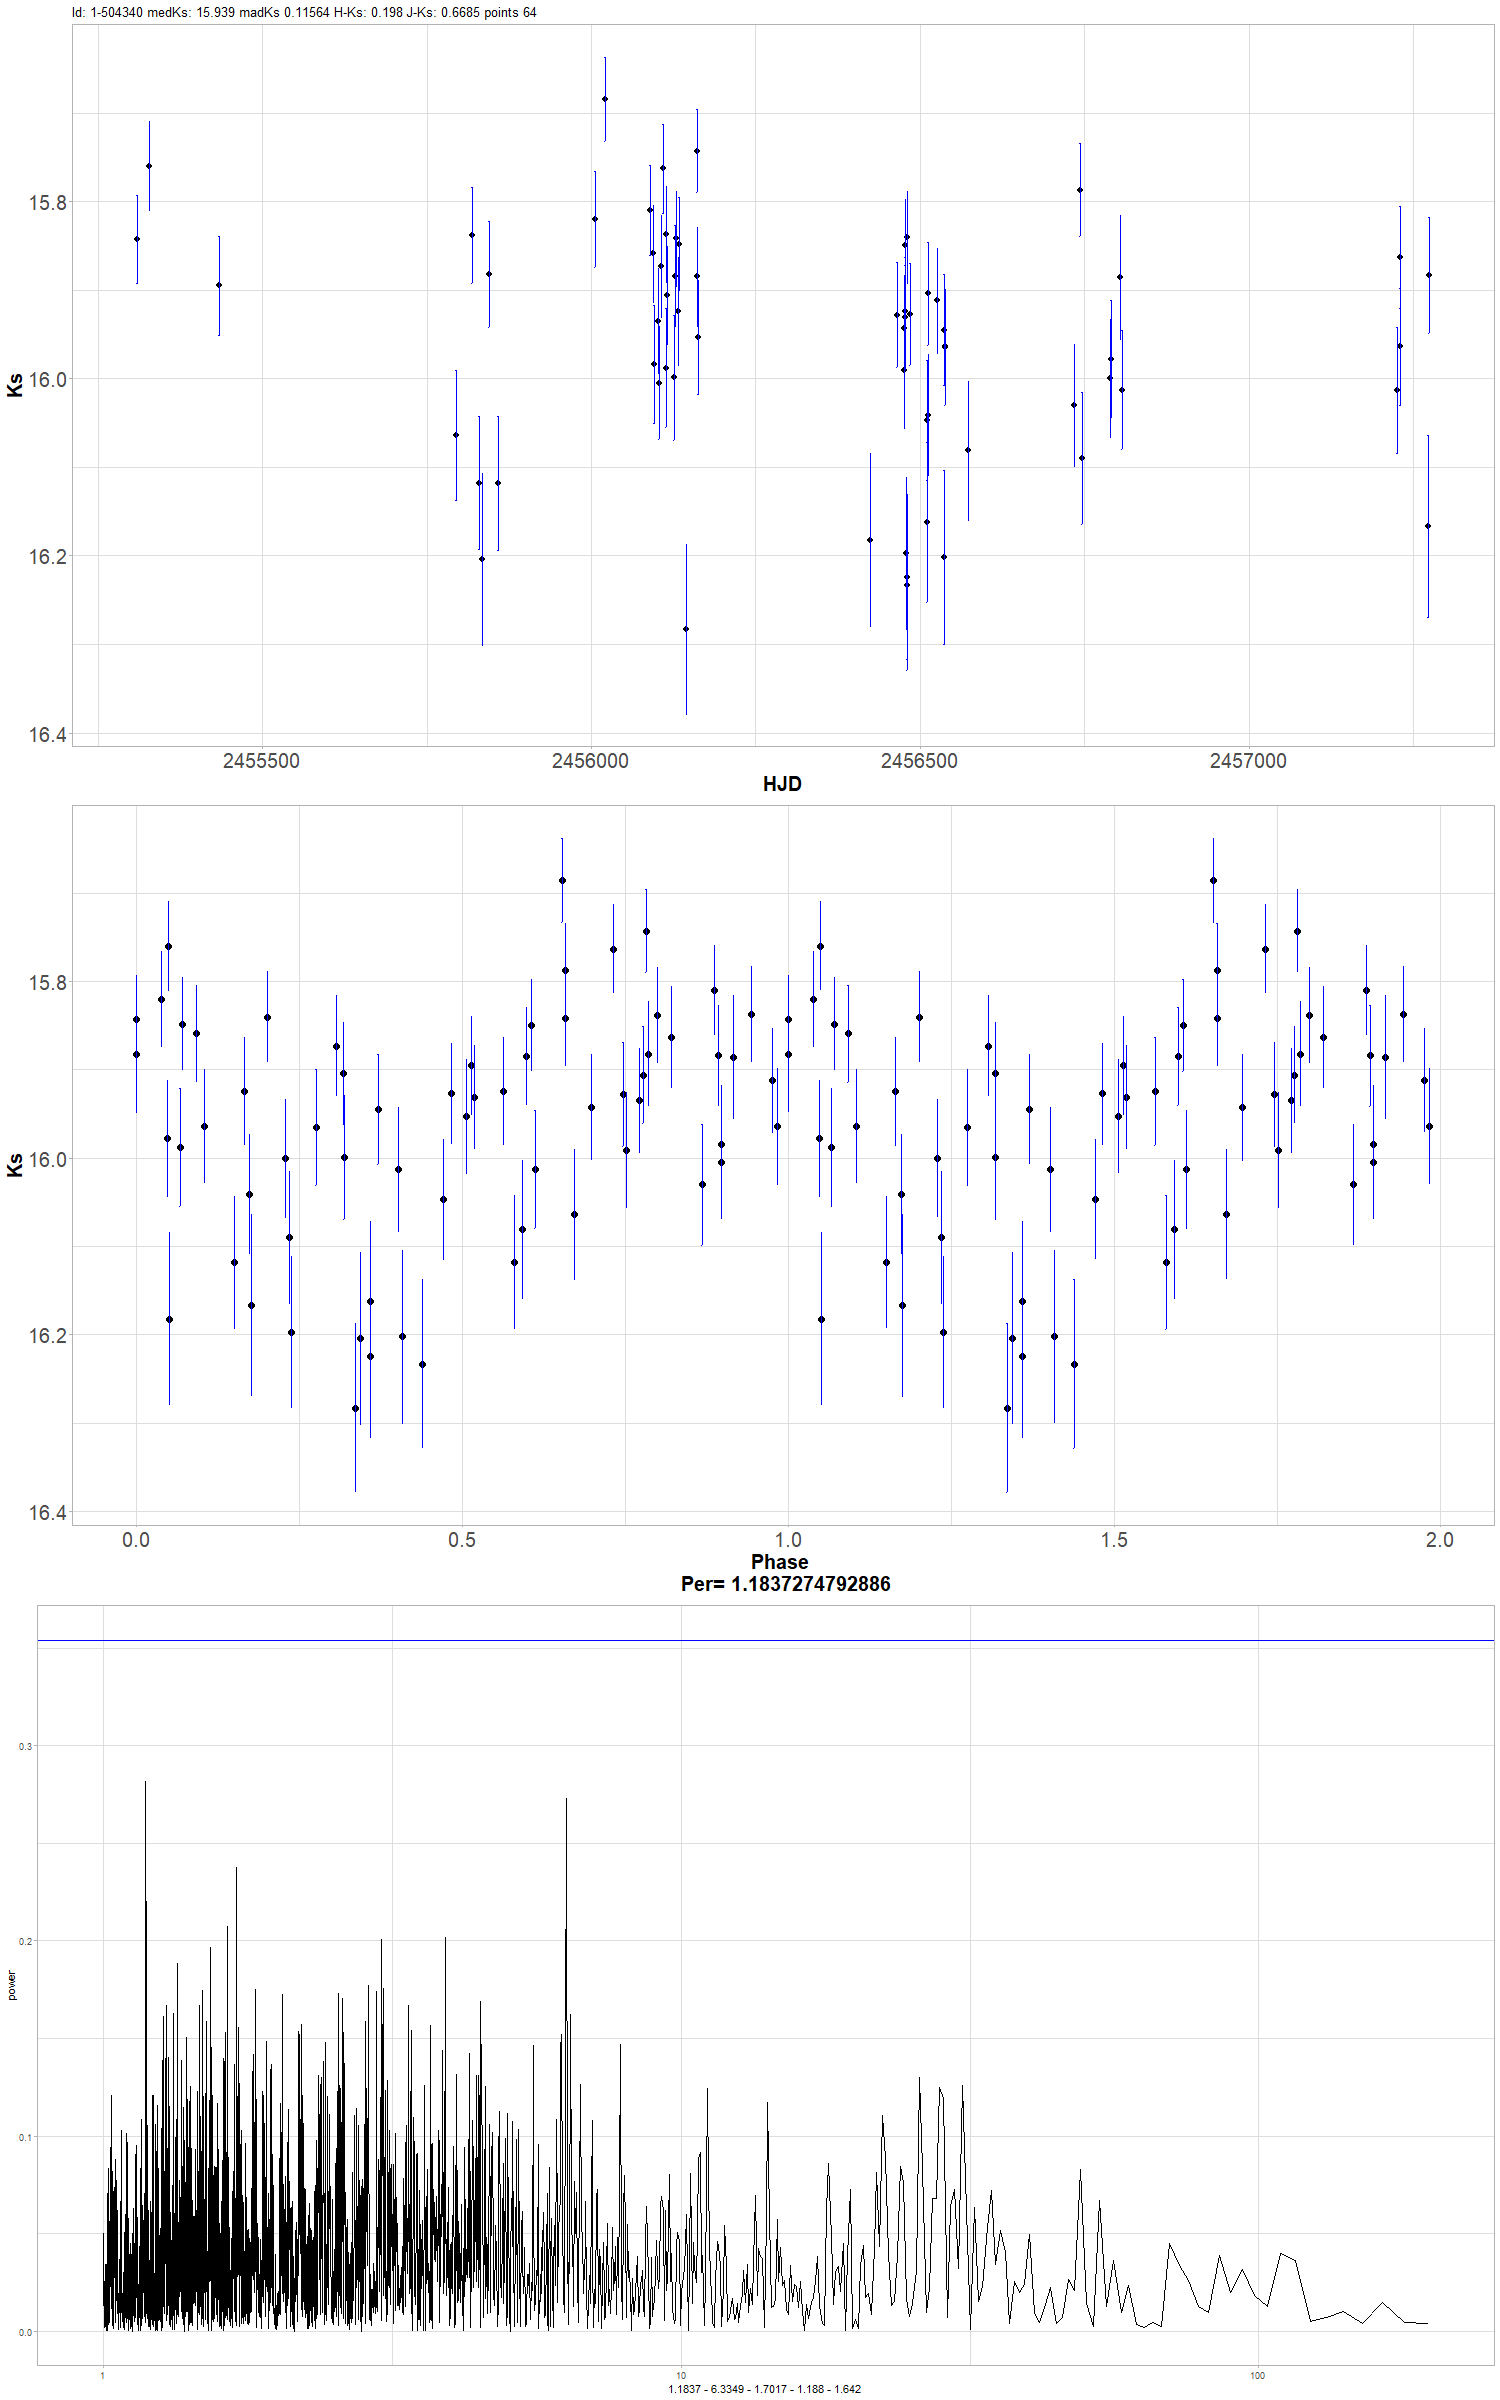 Id: 1-504340 medKs: 15.939 madKs 0.11564 H-Ks: 0.198 J-Ks: 0.6685 points 64
15.8
16.0
16.2
16.4
Ks
2455500 2456000 2456500 2457000
HJD
15.8
16.0
16.2
16.4
Ks
0.0 0.5 1.0 1.5 2.0
Phase
Per= 1.1837274792886
0.3
0.2
0.1
0.0
power
1 10 100
1.1837 - 6.3349 - 1.7017 - 1.188 - 1.642